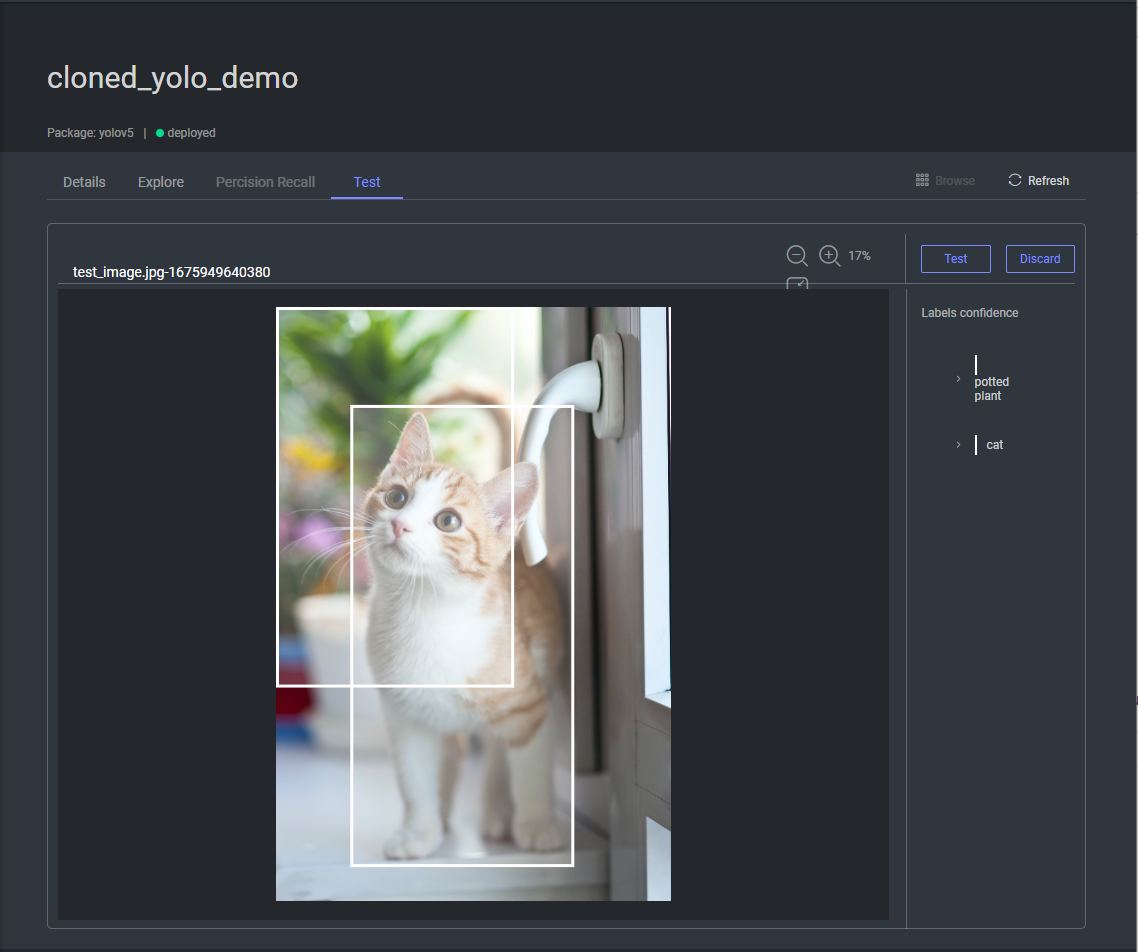 cloned_yolo_demo
Package: yolov5 | deployed
Details Explore Percision Recall Test Browse Refresh
test_image.jpg-1675949640380 17% Test Discard
Labels confidence
potted
plant
cat